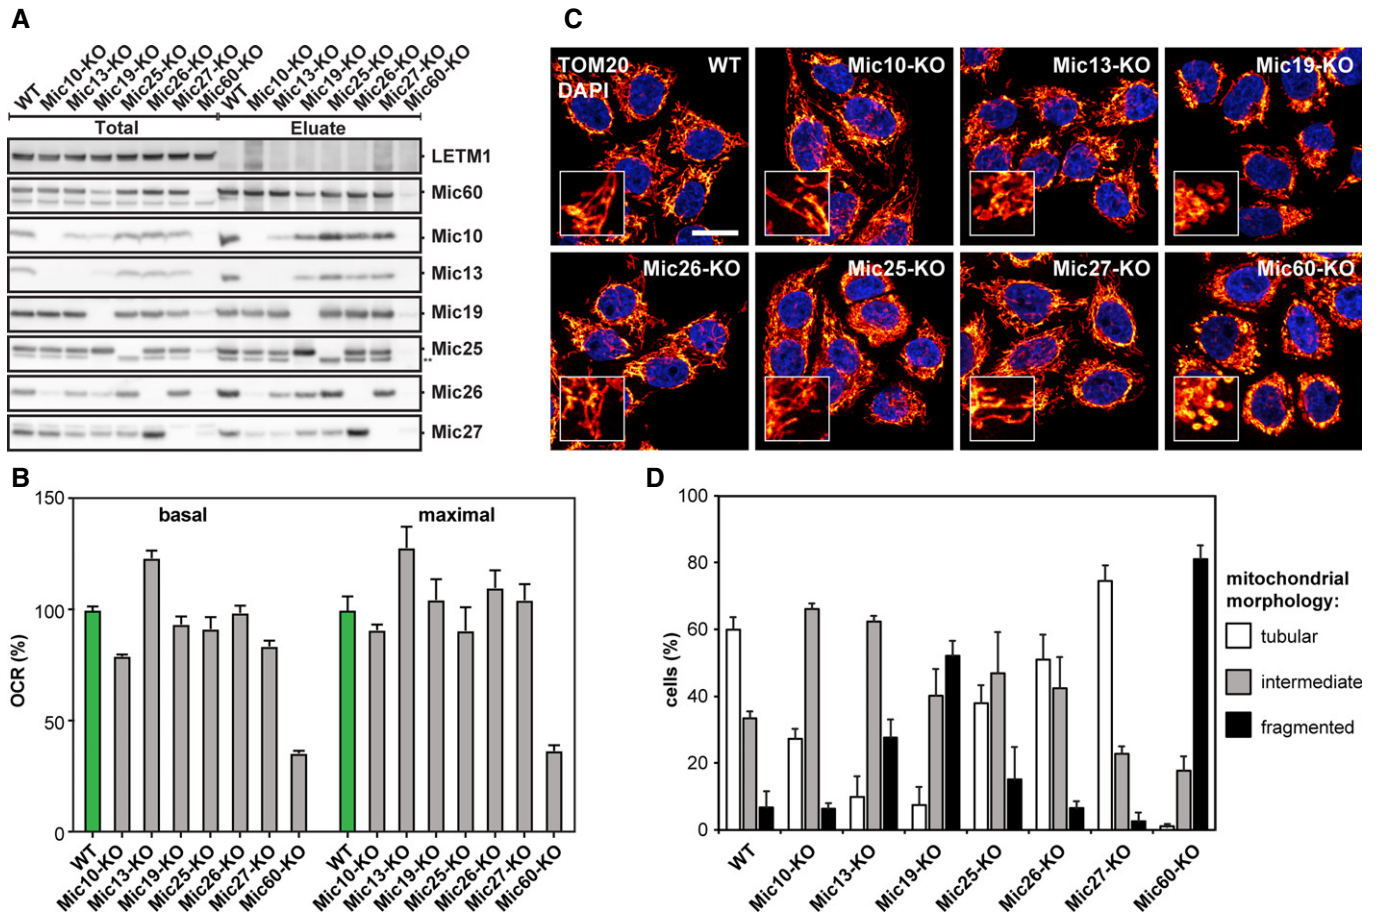 A
WT
Mic10-KO
Mic13-KO
Mic19-KO
Mic25-KO
Mic26-KO
Mic27-KO
Mic60-KO
WT
Mic10-KO
Mic13-KO
Mic19-KO
Mic25-KO
Mic26-KO
Mic27-KO
Mic60-KO
Total
Eluate
LETM1
Mic60
Mic10
Mic13
Mic19
Mic25
**
Mic26
Mic27
B
OCR (%)
150
100
50
0
basal
maximal
WT
Mic10-KO
Mic13-KO
Mic19-KO
Mic25-KO
Mic26-KO
Mic27-KO
Mic60-KO
WT
Mic10-KO
Mic13-KO
Mic19-KO
Mic25-KO
Mic26-KO
Mic27-KO
Mic60-KO
C
TOM20
DAPI
WT
Mic10-KO
Mic13-KO
Mic19-KO
Mic26-KO
Mic25-KO
Mic27-KO
Mic60-KO
D
cells (%)
100
80
60
40
20
0
WT
Mic10-KO
Mic13-KO
Mic19-KO
Mic25-KO
Mic26-KO
Mic27-KO
Mic60-KO
mitochondrial
morphology:
tubular
intermediate
fragmented